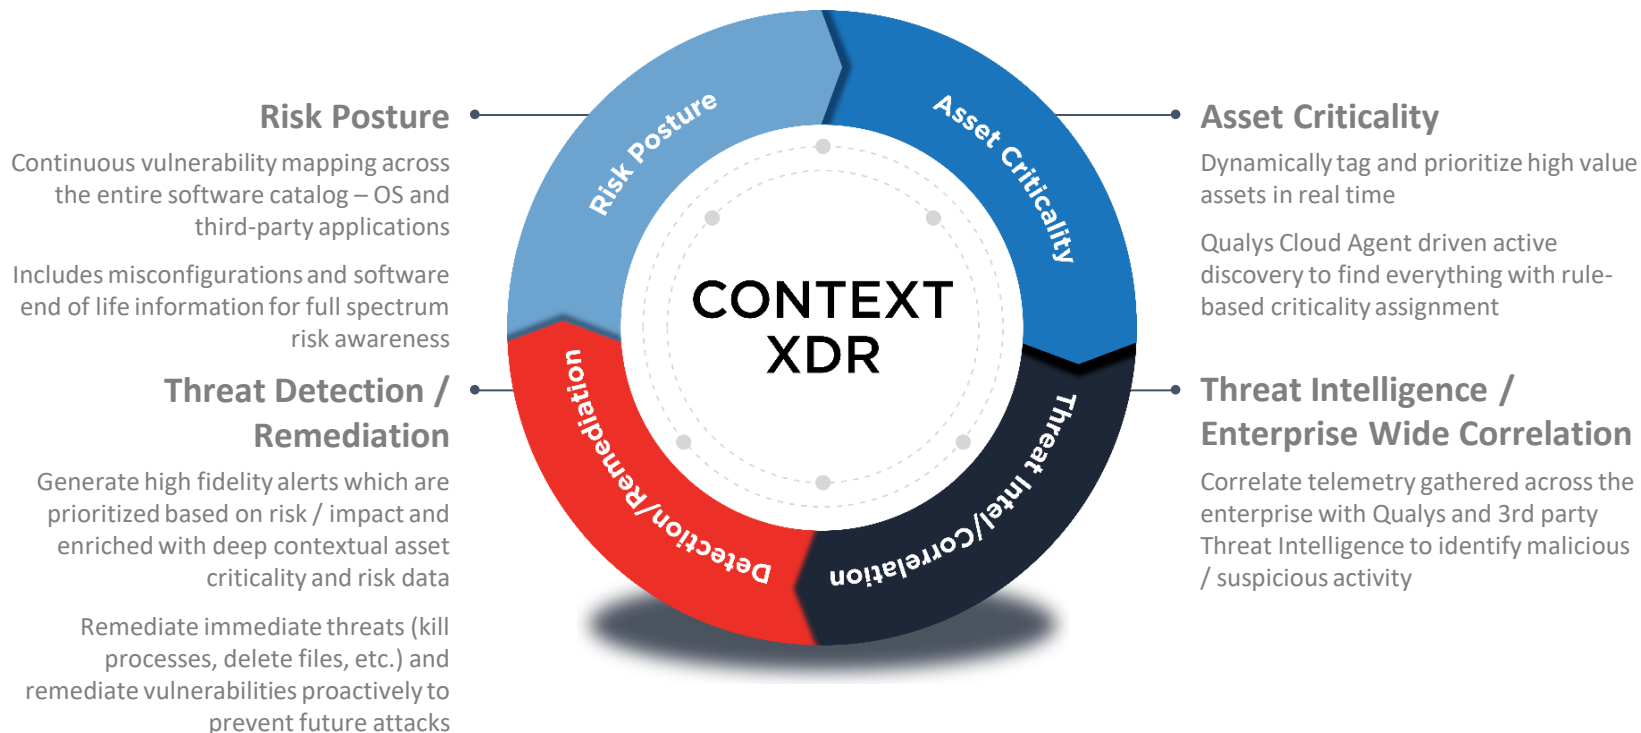 Risk Posture
Continuous vulnerability mapping across
the entire software catalog – OS and
third-party applications
Includes misconfigurations and software
end of life information for full spectrum
risk awareness
Threat Detection /
Remediation
Generate high fidelity alerts which are
prioritized based on risk / impact and
enriched with deep contextual asset
criticality and risk data
Remediate immediate threats (kill
processes, delete files, etc.) and
remediate vulnerabilities proactively to
prevent future attacks
Risk Posture
Asset Criticality
CONTEXT
XDR
Detection/Remediation
Threat Intel/Correlation
Asset Criticality
Dynamically tag and prioritize high value
assets in real time
Qualys Cloud Agent driven active
discovery to find everything with rule-
based criticality assignment
Threat Intelligence /
Enterprise Wide Correlation
Correlate telemetry gathered across the
enterprise with Qualys and 3rd party
Threat Intelligence to identify malicious
/ suspicious activity